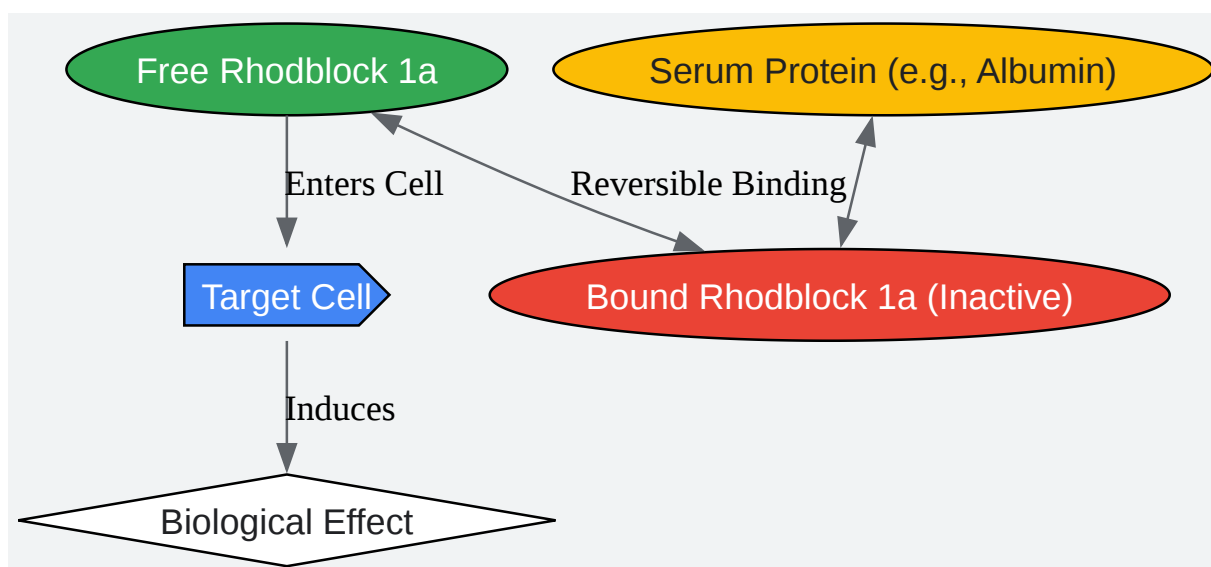 Free Rhodblock 1a
Serum Protein (e.g., Albumin)
Enters Cell
Reversible Binding
Target Cell
Bound Rhodblock 1a (Inactive)
Induces
Biological Effect